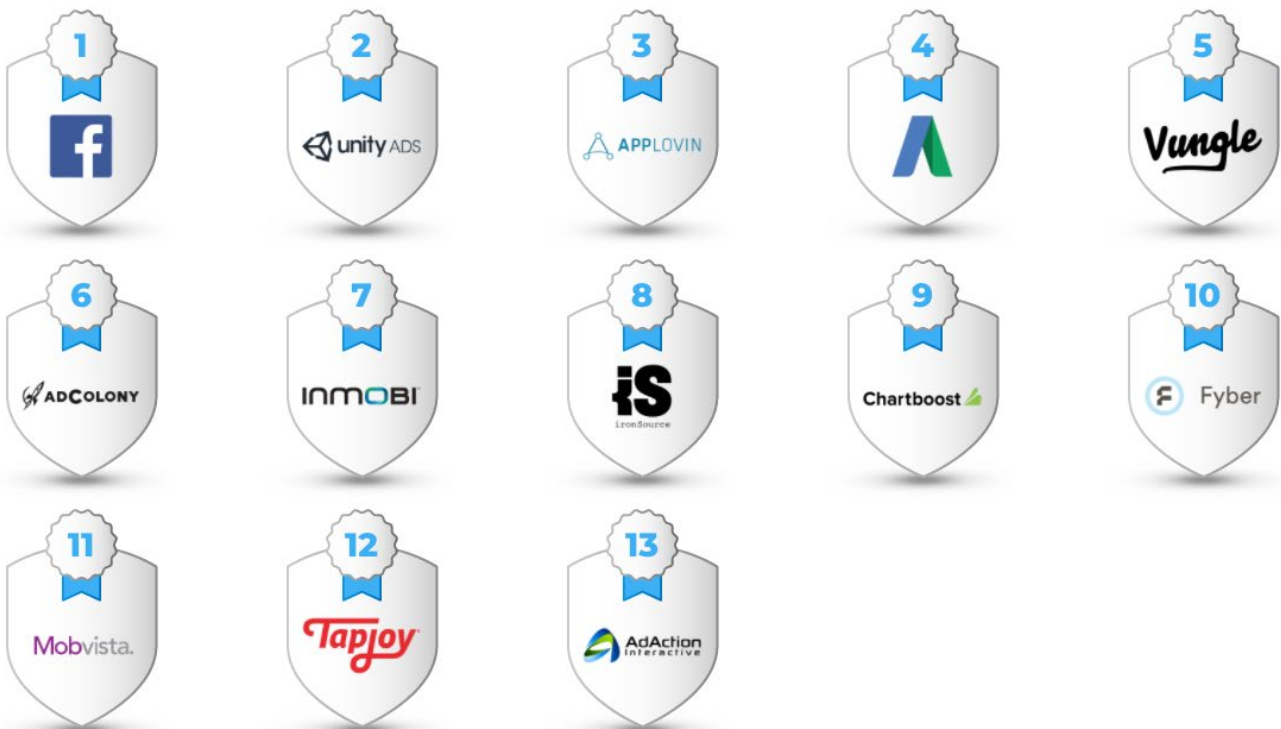 1
2
3
4
5
f
unity ADS
APPLOVIN
Vungle
6
7
8
9
10
ADCOLONY
INMOBI
iS
ironSource
Chartboost
F Fyber
11
12
13
Mobvista.
Tapjoy
AdAction
Interactive